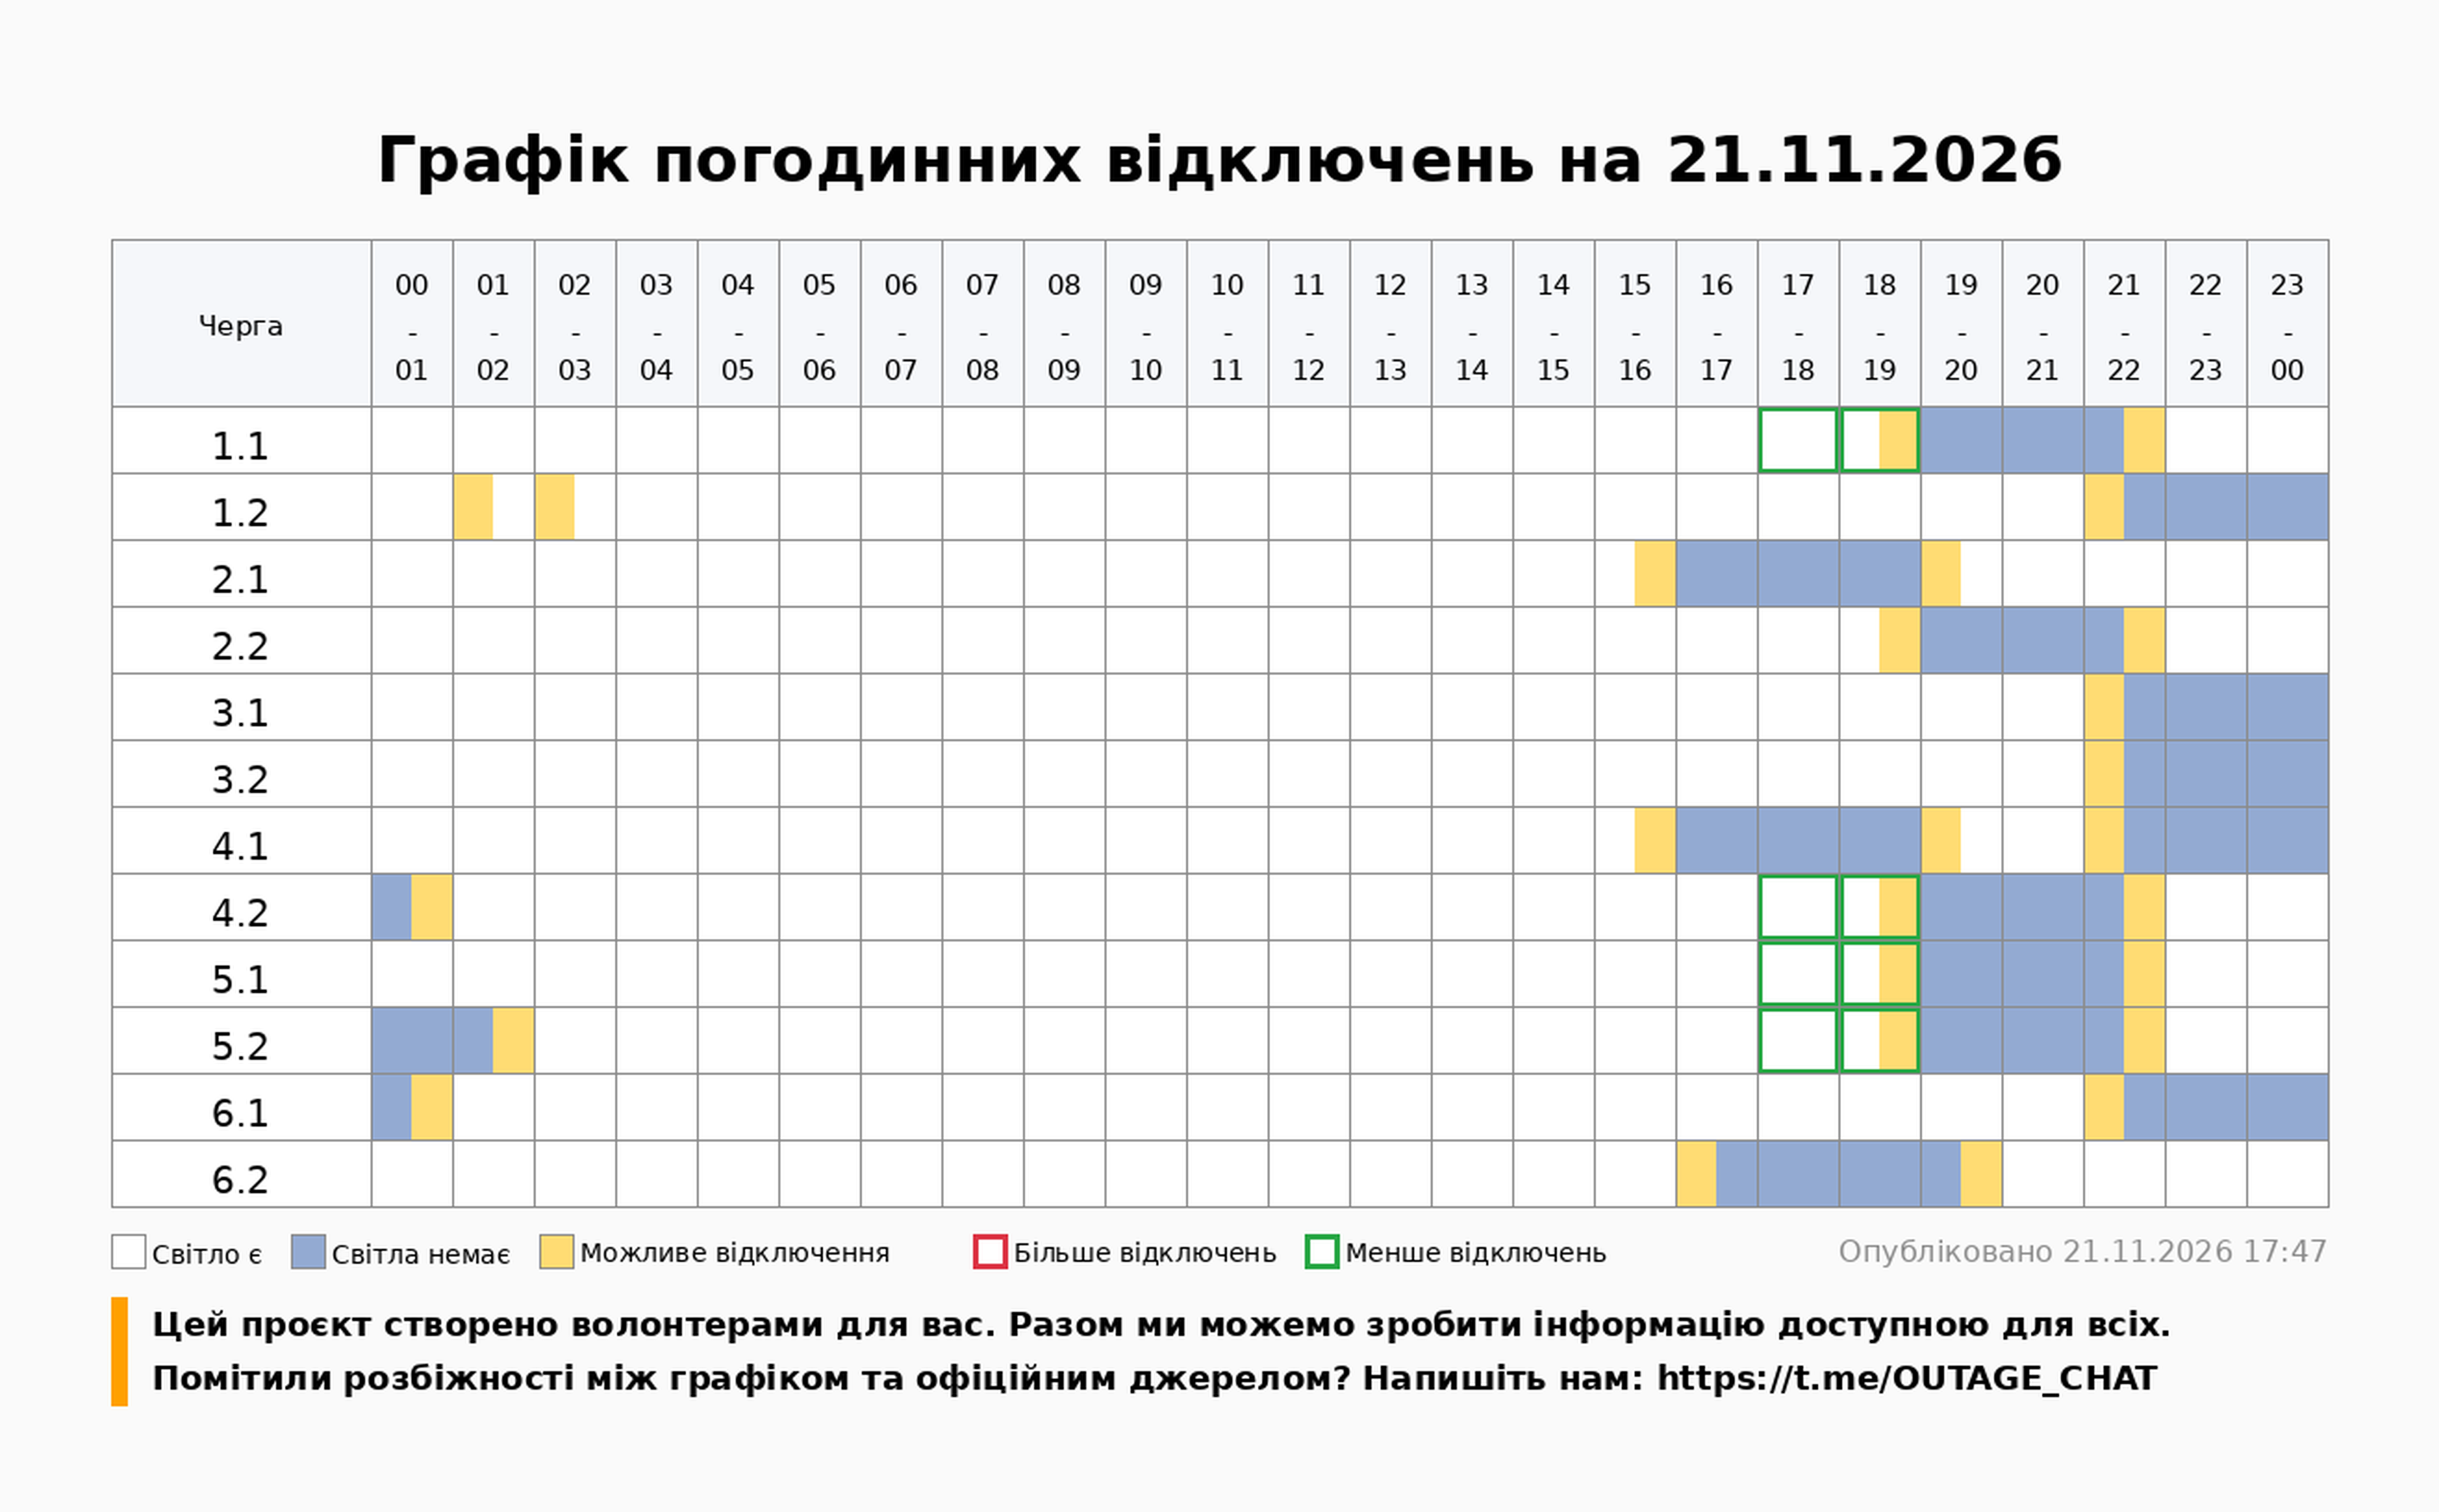 Графік погодинних відключень на 21.11.2026
Черга 00 - 01 01 - 02 02 - 03 03 - 04 04 - 05 05 - 06 06 - 07 07 - 08 08 - 09 09 - 10 10 - 11 11 - 12 12 - 13 13 - 14 14 - 15 15 - 16 16 - 17 17 - 18 18 - 19 19 - 20 20 - 21 21 - 22 22 - 23 23 - 00
1.1
1.2
2.1
2.2
3.1
3.2
4.1
4.2
5.1
5.2
6.1
6.2
Світло є Світла немає Можливе відключення Більше відключень Менше відключень Опубліковано 21.11.2026 17:47
Цей проєкт створено волонтерами для вас. Разом ми можемо зробити інформацію доступною для всіх.
Помітили розбіжності між графіком та офіційним джерелом? Напишіть нам: https://t.me/OUTAGE_CHAT